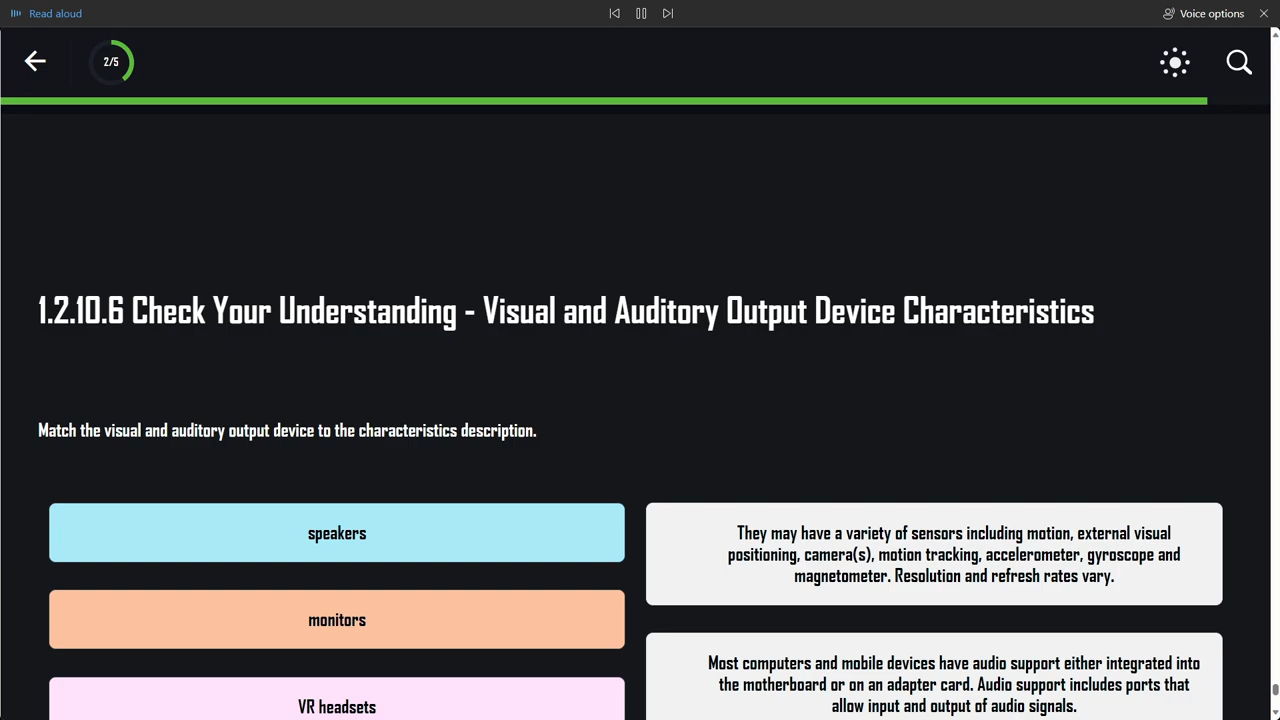 Read aloud
Voice options
2/5
1.2.10.6 Check Your Understanding - Visual and Auditory Output Device Characteristics
Match the visual and auditory output device to the characteristics description.
speakers
monitors
VR headsets
They may have a variety of sensors including motion, external visual
positioning, camera(s), motion tracking, accelerometer, gyroscope and
magnetometer. Resolution and refresh rates vary.
Most computers and mobile devices have audio support either integrated into
the motherboard or on an adapter card. Audio support includes ports that
allow input and output of audio signals.